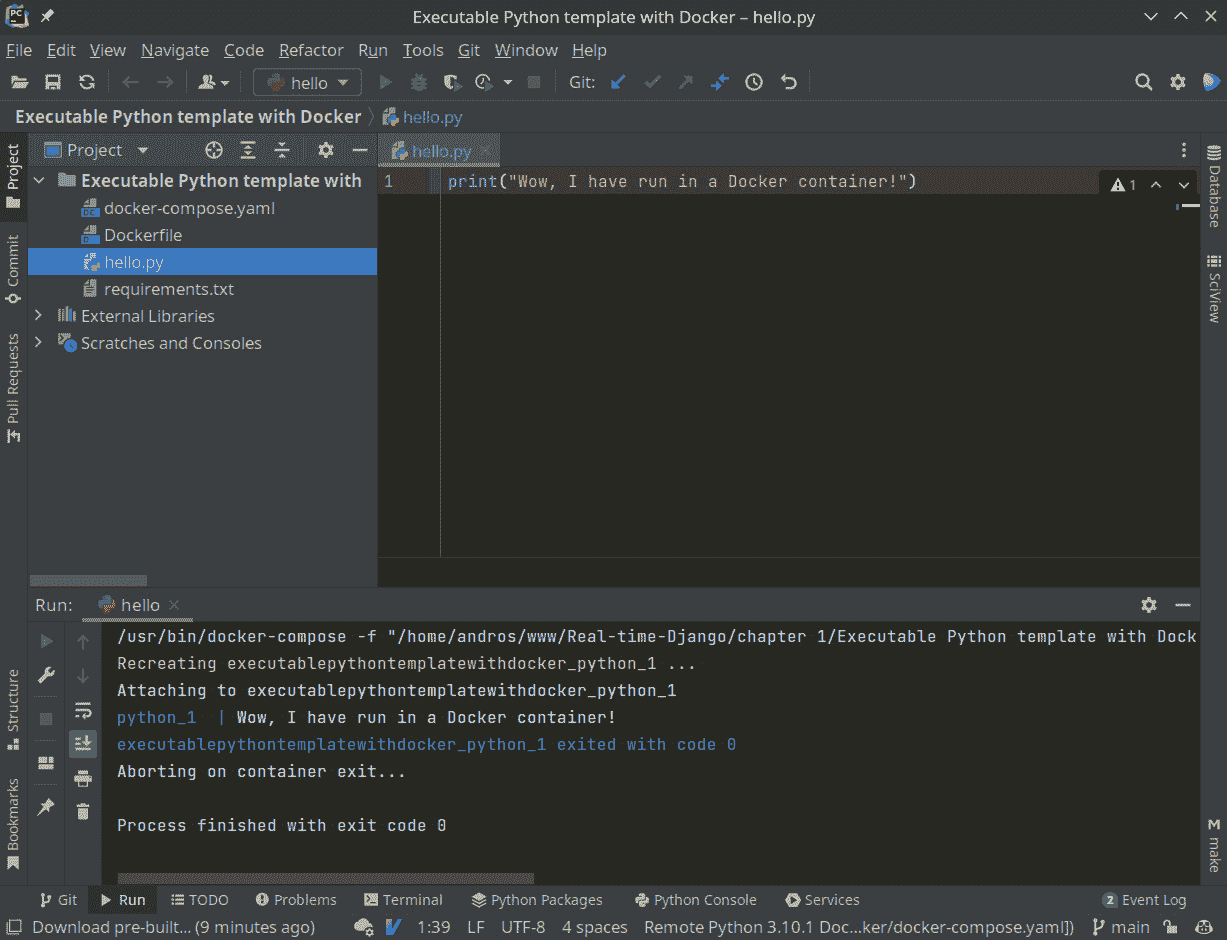 PC Executable Python template with Docker – hello.py
File Edit View Navigate Code Refactor Run Tools Git Window Help
hello Git:
Executable Python template with Docker hello.py
Project
hello.py
Executable Python template with
docker-compose.yaml
Dockerfile
hello.py
requirements.txt
External Libraries
Scratches and Consoles
1 print("Wow, I have run in a Docker container!") 1
Project
Commit
Pull Requests
Structure
Bookmarks
Database
SciView
make
Run: hello
/usr/bin/docker-compose -f "/home/andros/www/Real-time-Django/chapter 1/Executable Python template with Dock
Recreating executablepythontemplatewithdocker_python_1 ...
Attaching to executablepythontemplatewithdocker_python_1
python_1 | Wow, I have run in a Docker container!
executablepythontemplatewithdocker_python_1 exited with code 0
Aborting on container exit...
Process finished with exit code 0
Git Run TODO Problems Terminal Python Packages Python Console Services 2 Event Log
Download pre-built... (9 minutes ago) 1:39 LF UTF-8 4 spaces Remote Python 3.10.1 Doc...ker/docker-compose.yaml]) main